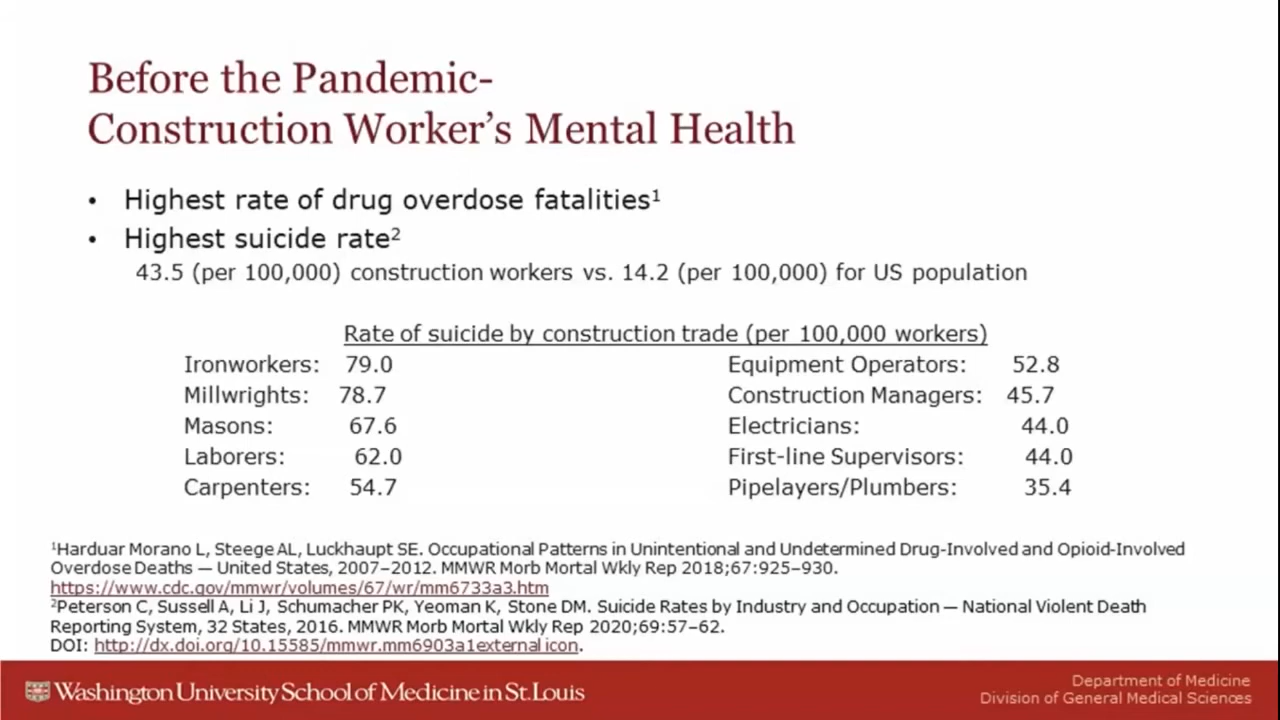 Before the Pandemic-
Construction Worker’s Mental Health
• Highest rate of drug overdose fatalities¹
• Highest suicide rate²
43.5 (per 100,000) construction workers vs. 14.2 (per 100,000) for US population
Rate of suicide by construction trade (per 100,000 workers)
Ironworkers: 79.0
Millwrights: 78.7
Masons: 67.6
Laborers: 62.0
Carpenters: 54.7
Equipment Operators: 52.8
Construction Managers: 45.7
Electricians: 44.0
First-line Supervisors: 44.0
Pipelayers/Plumbers: 35.4
¹Harduar Morano L, Steege AL, Luckhaupt SE. Occupational Patterns in Unintentional and Undetermined Drug-Involved and Opioid-Involved
Overdose Deaths — United States, 2007–2012. MMWR Morb Mortal Wkly Rep 2018;67:925–930.
https://www.cdc.gov/mmwr/volumes/67/wr/mm6733a3.htm
²Peterson C, Sussell A, Li J, Schumacher PK, Yeoman K, Stone DM. Suicide Rates by Industry and Occupation — National Violent Death
Reporting System, 32 States, 2016. MMWR Morb Mortal Wkly Rep 2020;69:57–62.
DOI: http://dx.doi.org/10.15585/mmwr.mm6903a1external icon.
Washington University School of Medicine in St. Louis
Department of Medicine
Division of General Medical Sciences